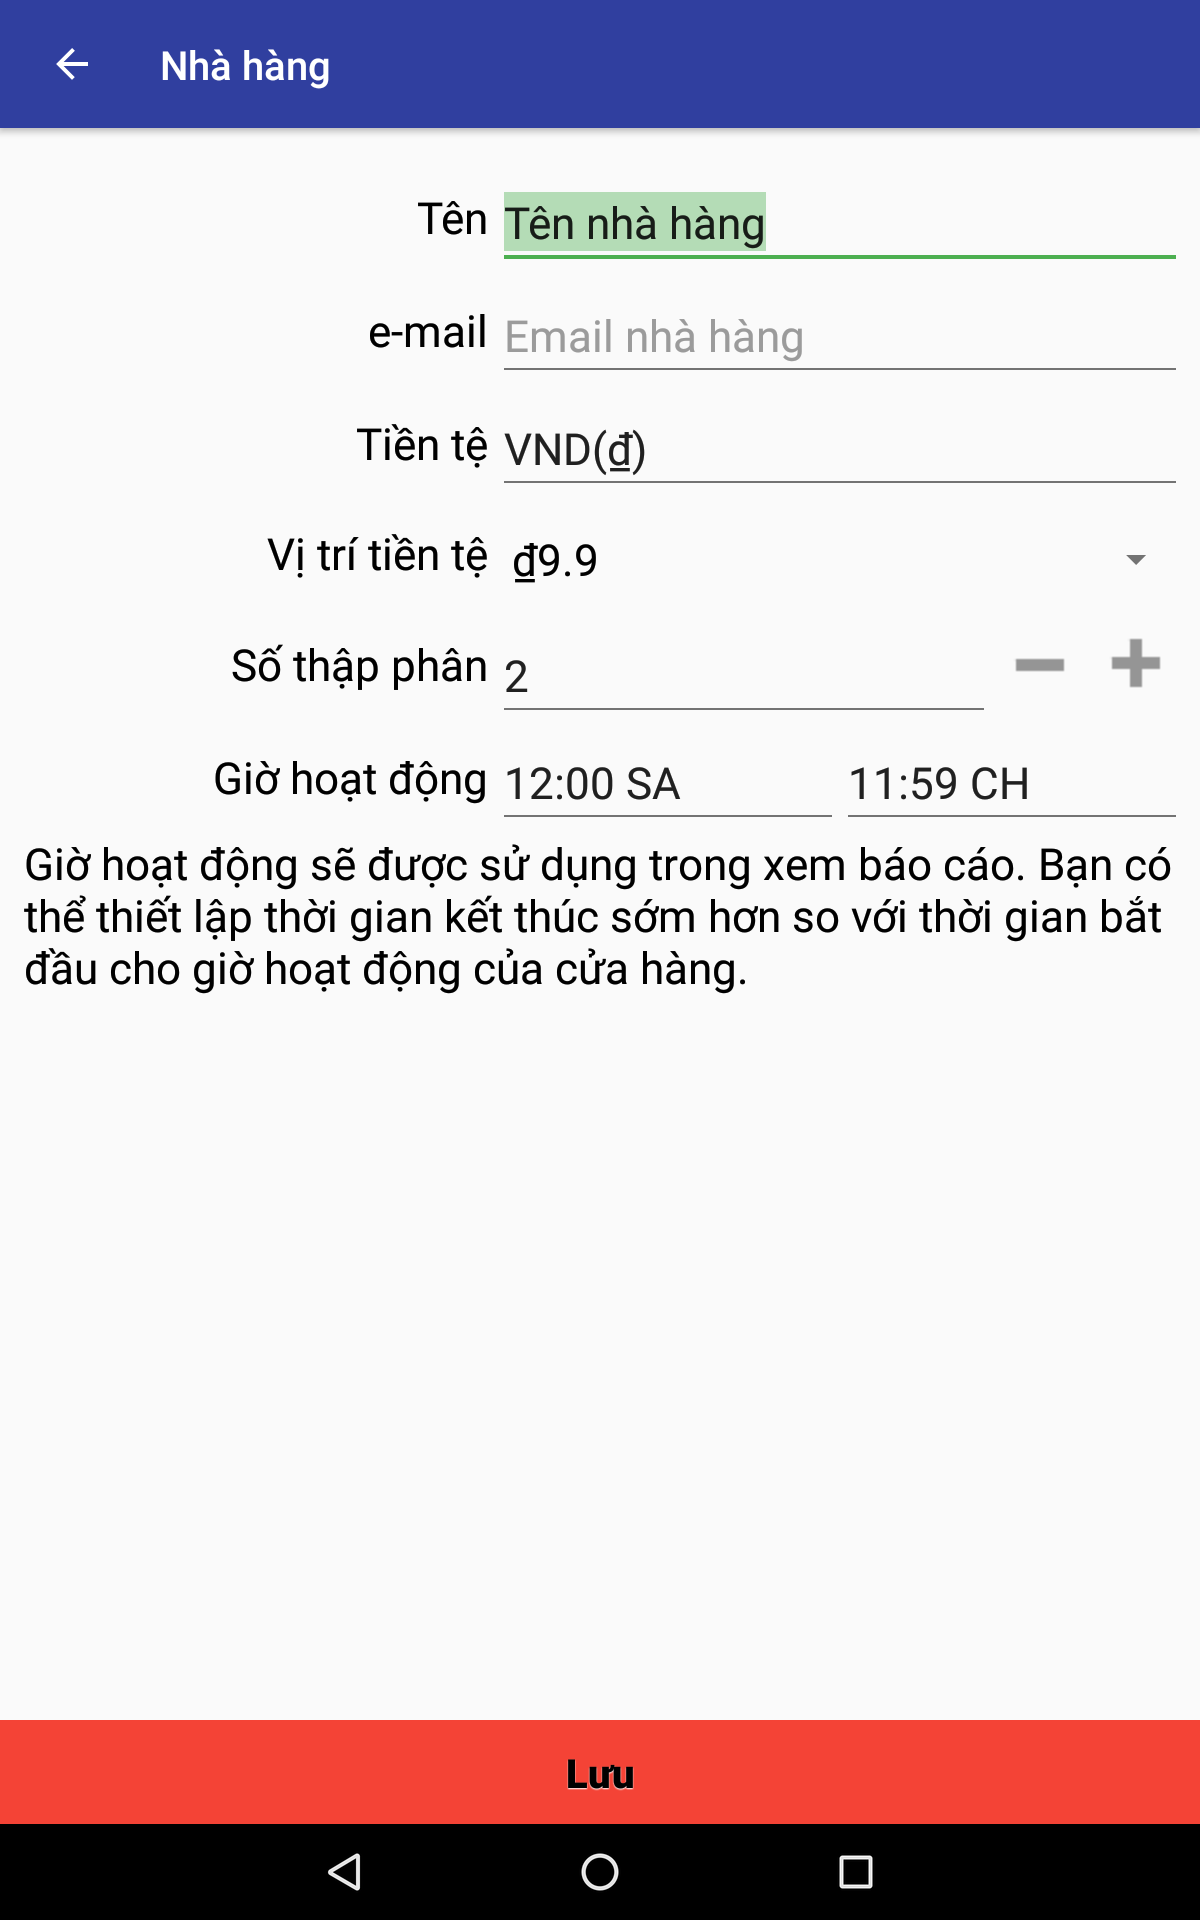 Nhà hàng
Tên Tên nhà hàng
e-mail Email nhà hàng
Tiền tệ VND(₫)
Vị trí tiền tệ ₫9.9
Số thập phân 2
Giờ hoạt động 12:00 SA 11:59 CH
Giờ hoạt động sẽ được sử dụng trong xem báo cáo. Bạn có
thể thiết lập thời gian kết thúc sớm hơn so với thời gian bắt
đầu cho giờ hoạt động của cửa hàng.
Lưu